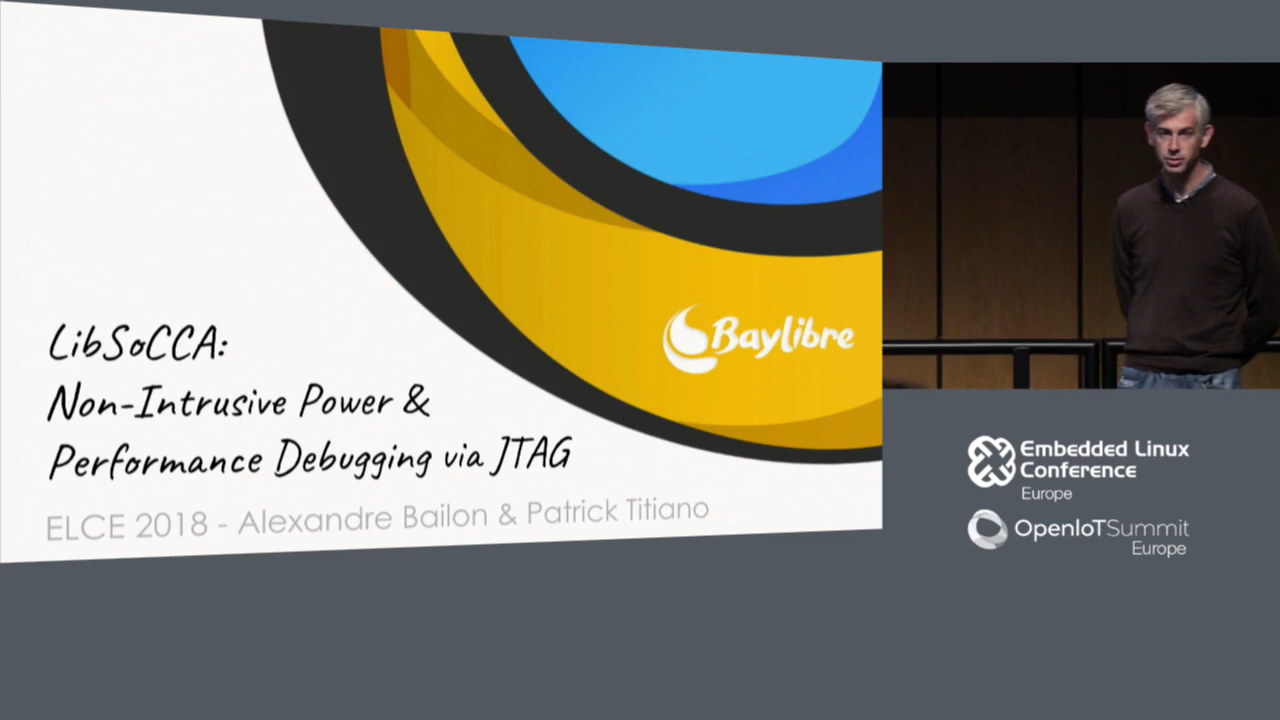 Baylibre
LibSoCCA:
Non-Intrusive Power &
Performance Debugging via JTAG
ELCE 2018 - Alexandre Bailon & Patrick Titiano
Embedded Linux
Conference
Europe
OpenIoTSummit
Europe